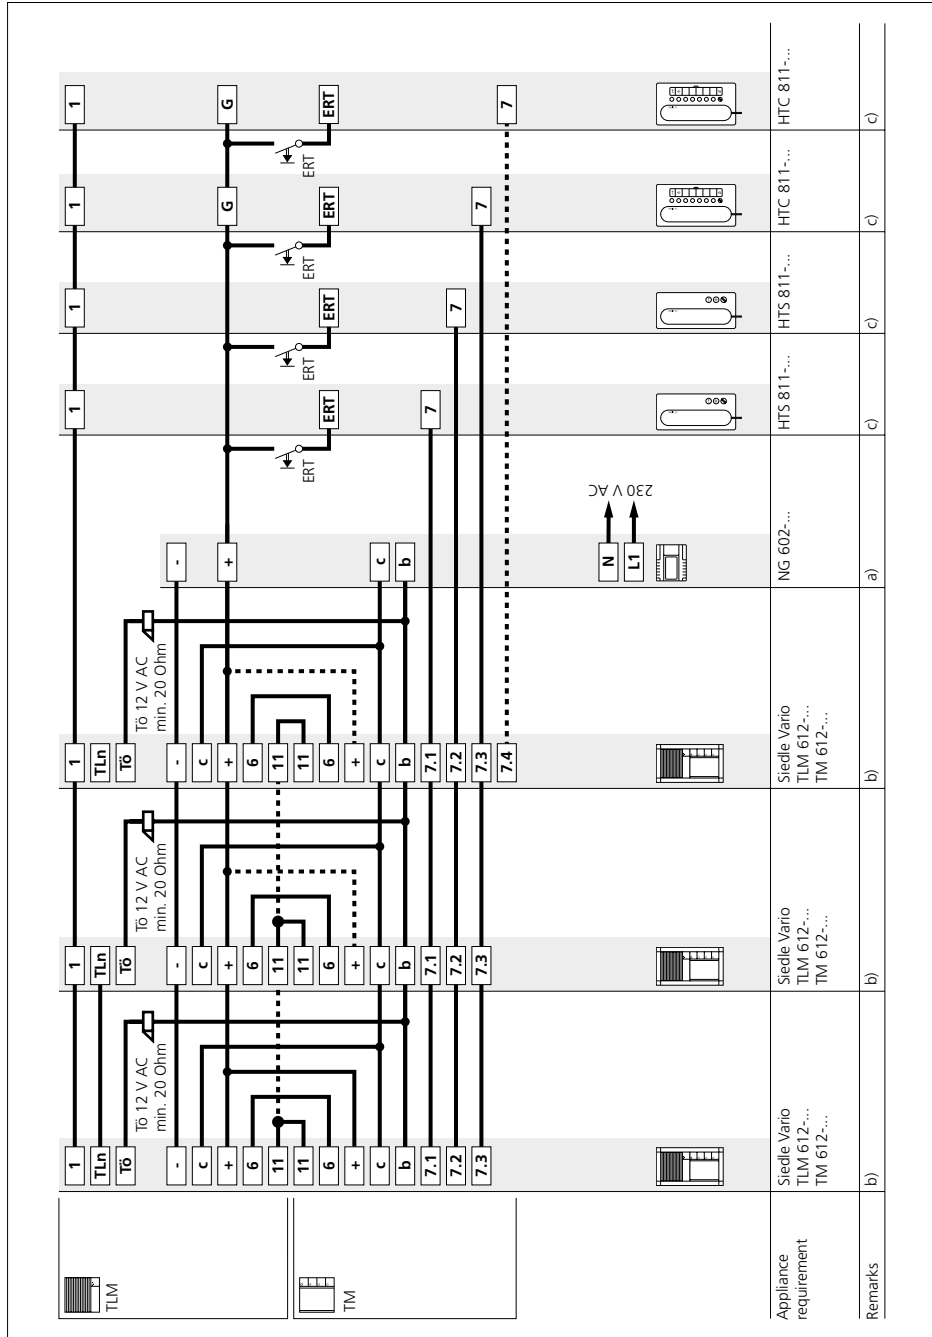 1 1 1 1 1 1 1 1
TLn TLn TLn
TLM
Tö Tö Tö
Tö 12 V AC Tö 12 V AC Tö 12 V AC
min. 20 Ohm min. 20 Ohm min. 20 Ohm
- - - -
c c c
+ + + + G G
6 6 6
11 11 11
11 11 11
ERT ERT ERT ERT
6 6 6 ERT ERT ERT ERT
TM
+ + +
c c c c
b b b b
7.1 7.1 7.1 7
7.2 7.2 7.2 7
7.3 7.3 7.3 7
7.4 7
N
L1
230 V AC
Appliance
requirement
Siedle Vario
TLM 612-...
TM 612-...
Siedle Vario
TLM 612-...
TM 612-...
Siedle Vario
TLM 612-...
TM 612-...
NG 602-...
HTS 811-...
HTS 811-...
HTC 811-...
HTC 811-...
Remarks
b) b) b) a) c) c) c) c)